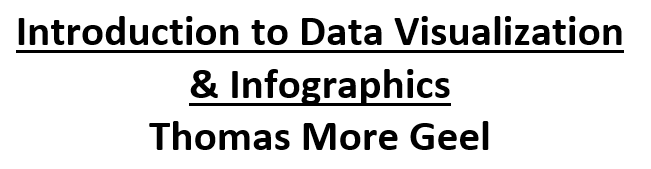 Introduction to Data Visualization
& Infographics
Thomas More Geel